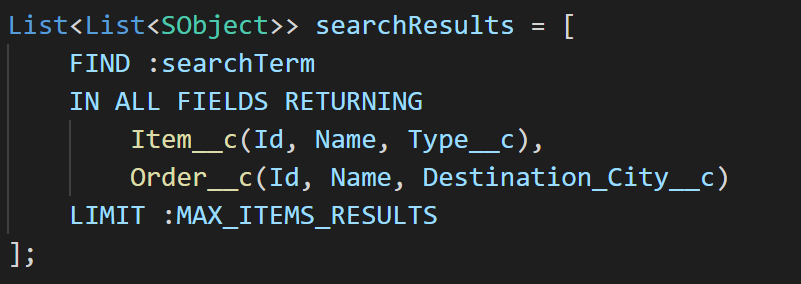 List<List<SObject>> searchResults = [
FIND :searchTerm
IN ALL FIELDS RETURNING
Item__c(Id, Name, Type__c),
Order__c(Id, Name, Destination_City__c)
LIMIT :MAX_ITEMS_RESULTS
];